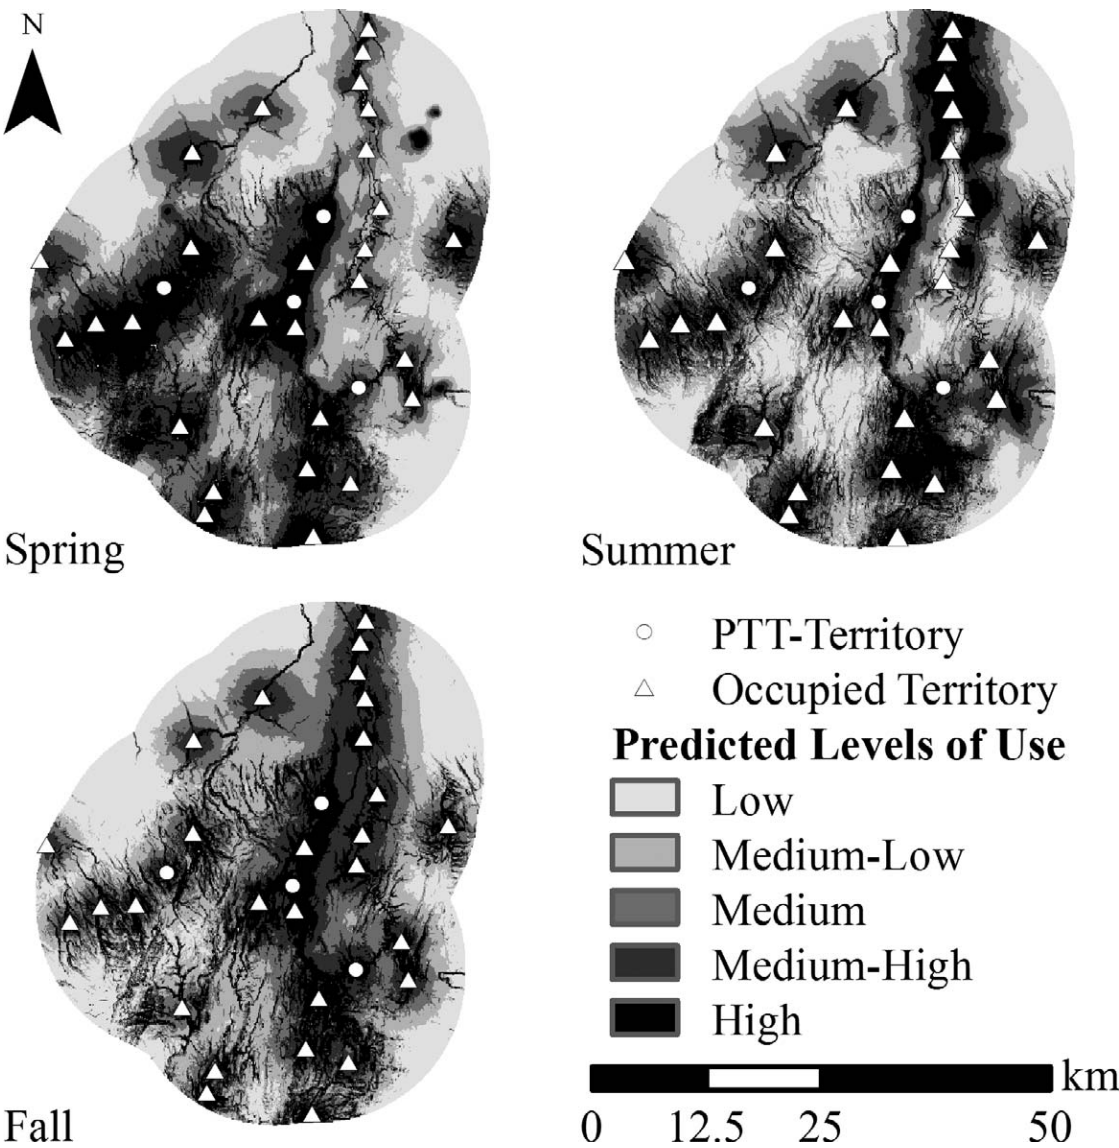 N
Spring
Summer
Fall
PTT-Territory
Occupied Territory
Predicted Levels of Use
Low
Medium-Low
Medium
Medium-High
High
km
0 12.5 25 50